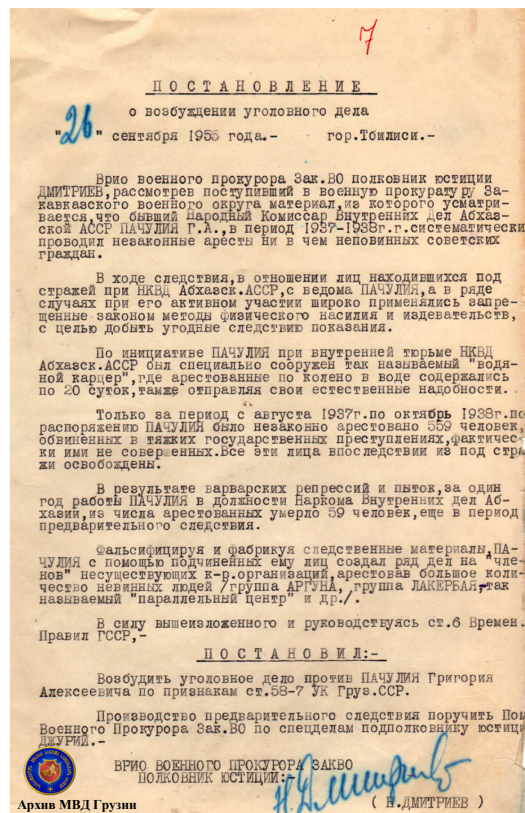 7
ПОСТАНОВЛЕНИЕ
о возбуждении уголовного дела
"26" сентября 1955 года.- гор.Тбилиси.-
Врио военного прокурора Зак.ВО полковник юстиции
ДМИТРИЕВ,рассмотрев поступивший в военную прокуратуру За-
кавказского военного округа материал,из которого усматри-
вается,что бывший Народный Комиссар Внутренних Дел Абхаз-
ской АССР ПАЧУЛИЯ Г.А.,в период 1937-1938г.г.систематически
проводил незаконные аресты ни в чем неповинных советских
граждан.
В ходе следствия,в отношении лиц находившихся под
стражей при НКВД Абхазск.АССР,с ведома ПАЧУЛИЯ,а в ряде
случаях при его активном участии широко применялись запре-
щенные законом методы физического насилия и издевательств,
с целью добыть угодные следствию показания.
По инициативе ПАЧУЛИЯ при внутренней тюрьме НКВД
Абхазск.АССР был специально сооружен так называемый "водя-
ной карцер",где арестованные по колено в воде содержались
по 20 суток,тамже отправляя свои естественные надобности.
Только за период с августа 1937г.по октябрь 1938г.по
распоряжению ПАЧУЛИЯ было незаконно арестовано 559 человек,
обвиненных в тяжких государственных преступлениях,фактичес-
ки ими не совершенных.Все эти лица впоследствии из под стра
жи освобождены.
В результате варварских репрессий и пыток,за один
год работы ПАЧУЛИЯ в должности Наркома Внутренних дел Аб-
хазии,из числа арестованных умерло 59 человек,еще в период
предварительного следствия.
Фальсифицируя и фабрикуя следственные материалы,ПА-
ЧУЛИЯ с помощью подчиненных ему лиц создал ряд дел на "чле-
нов" несуществующих к-р.организаций,арестовав большое коли-
чество невинных людей /группа АРГУНА, группа ЛАКЕРБАЯ,так
называемый "параллельный центр" и др./.
В силу вышеизложенного и руководствуясь ст.6 Времен.
Правил ГССР,-
ПОСТАНОВИЛ:-
Возбудить уголовное дело против ПАЧУЛИЯ Григория
Алексеевича по признакам ст.58-7 УК Груз.ССР.
Производство предварительного следствия поручить Пом
Военного Прокурора Зак.ВО по спецделам подполковнику юстиц
ДЖУРИЙ.-
ВРИО ВОЕННОГО ПРОКУРОРА ЗАКВО
ПОЛКОВНИК ЮСТИЦИИ:- Н.Дмитриев
( Н.ДМИТРИЕВ )
Архив МВД Грузии